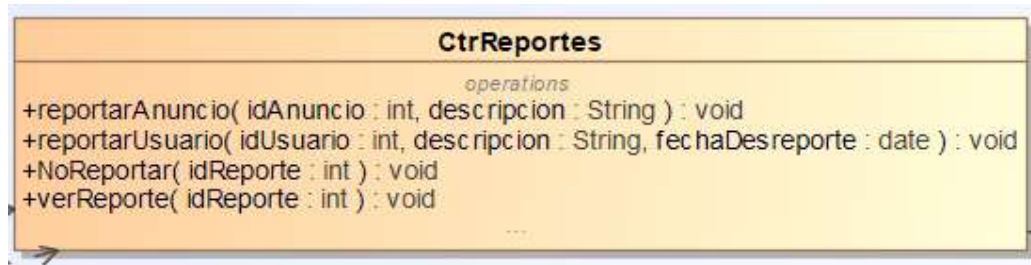 CtrReportes
operations
+reportarAnuncio( idAnuncio : int, descripcion : String ) : void
+reportarUsuario( idUsuario : int, descripcion : String, fechaDesreporte : date ) : void
+NoReportar( idReporte : int ) : void
+verReporte( idReporte : int ) : void
...